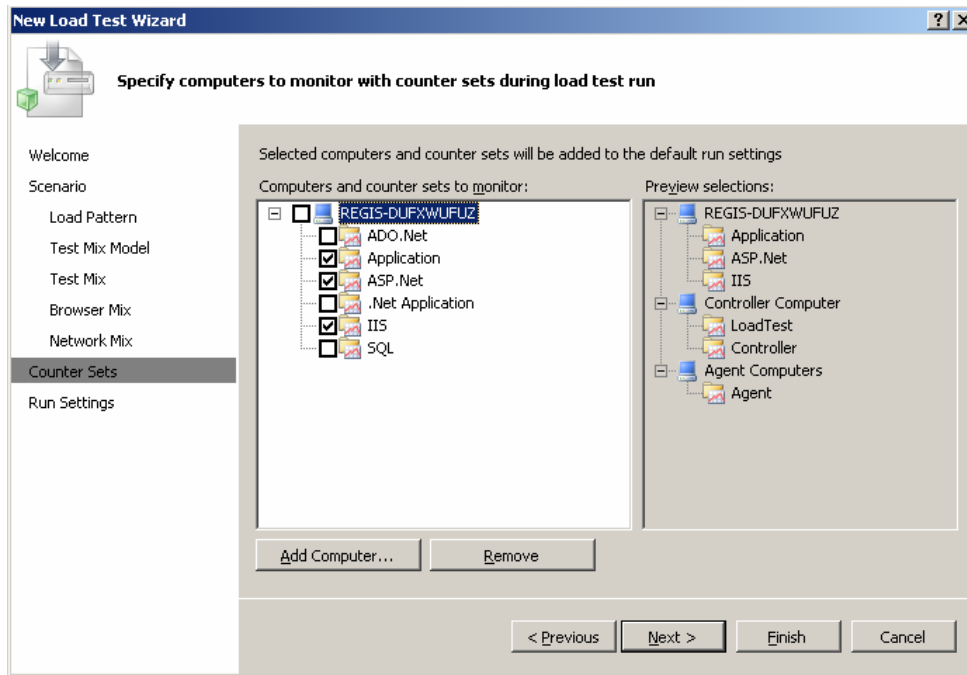 New Load Test Wizard
Specify computers to monitor with counter sets during load test run
Welcome
Scenario
Load Pattern
Test Mix Model
Test Mix
Browser Mix
Network Mix
Counter Sets
Run Settings
Selected computers and counter sets will be added to the default run settings
Computers and counter sets to monitor:
REGIS-DUFXWUFUZ
ADO.Net
Application
ASP.Net
.Net Application
IIS
SQL
Preview selections:
REGIS-DUFXWUFUZ
Application
ASP.Net
IIS
Controller Computer
LoadTest
Controller
Agent Computers
Agent
Add Computer...
Remove
< Previous
Next >
Finish
Cancel